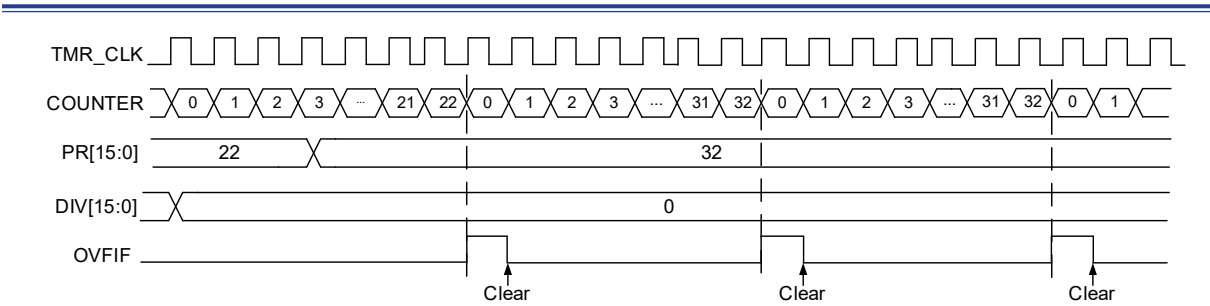 TMR_CLK
COUNTER 0 1 2 3 ... 21 22 0 1 2 3 ... 31 32 0 1 2 3 ... 31 32 0 1
PR[15:0] 22 32
DIV[15:0] 0
OVFIF
Clear Clear Clear